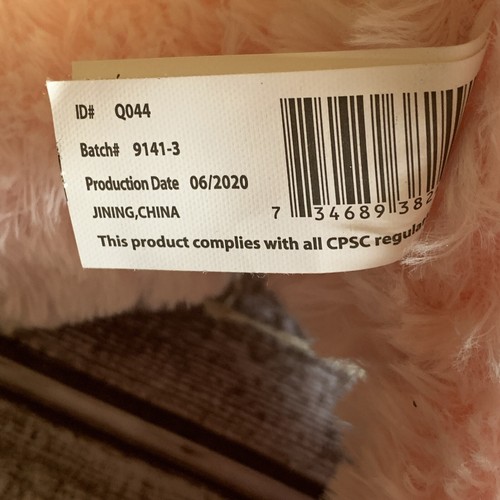 ID# Q044
Batch# 9141-3
Production Date 06/2020
JINING,CHINA
7 34689 382
This product complies with all CPSC